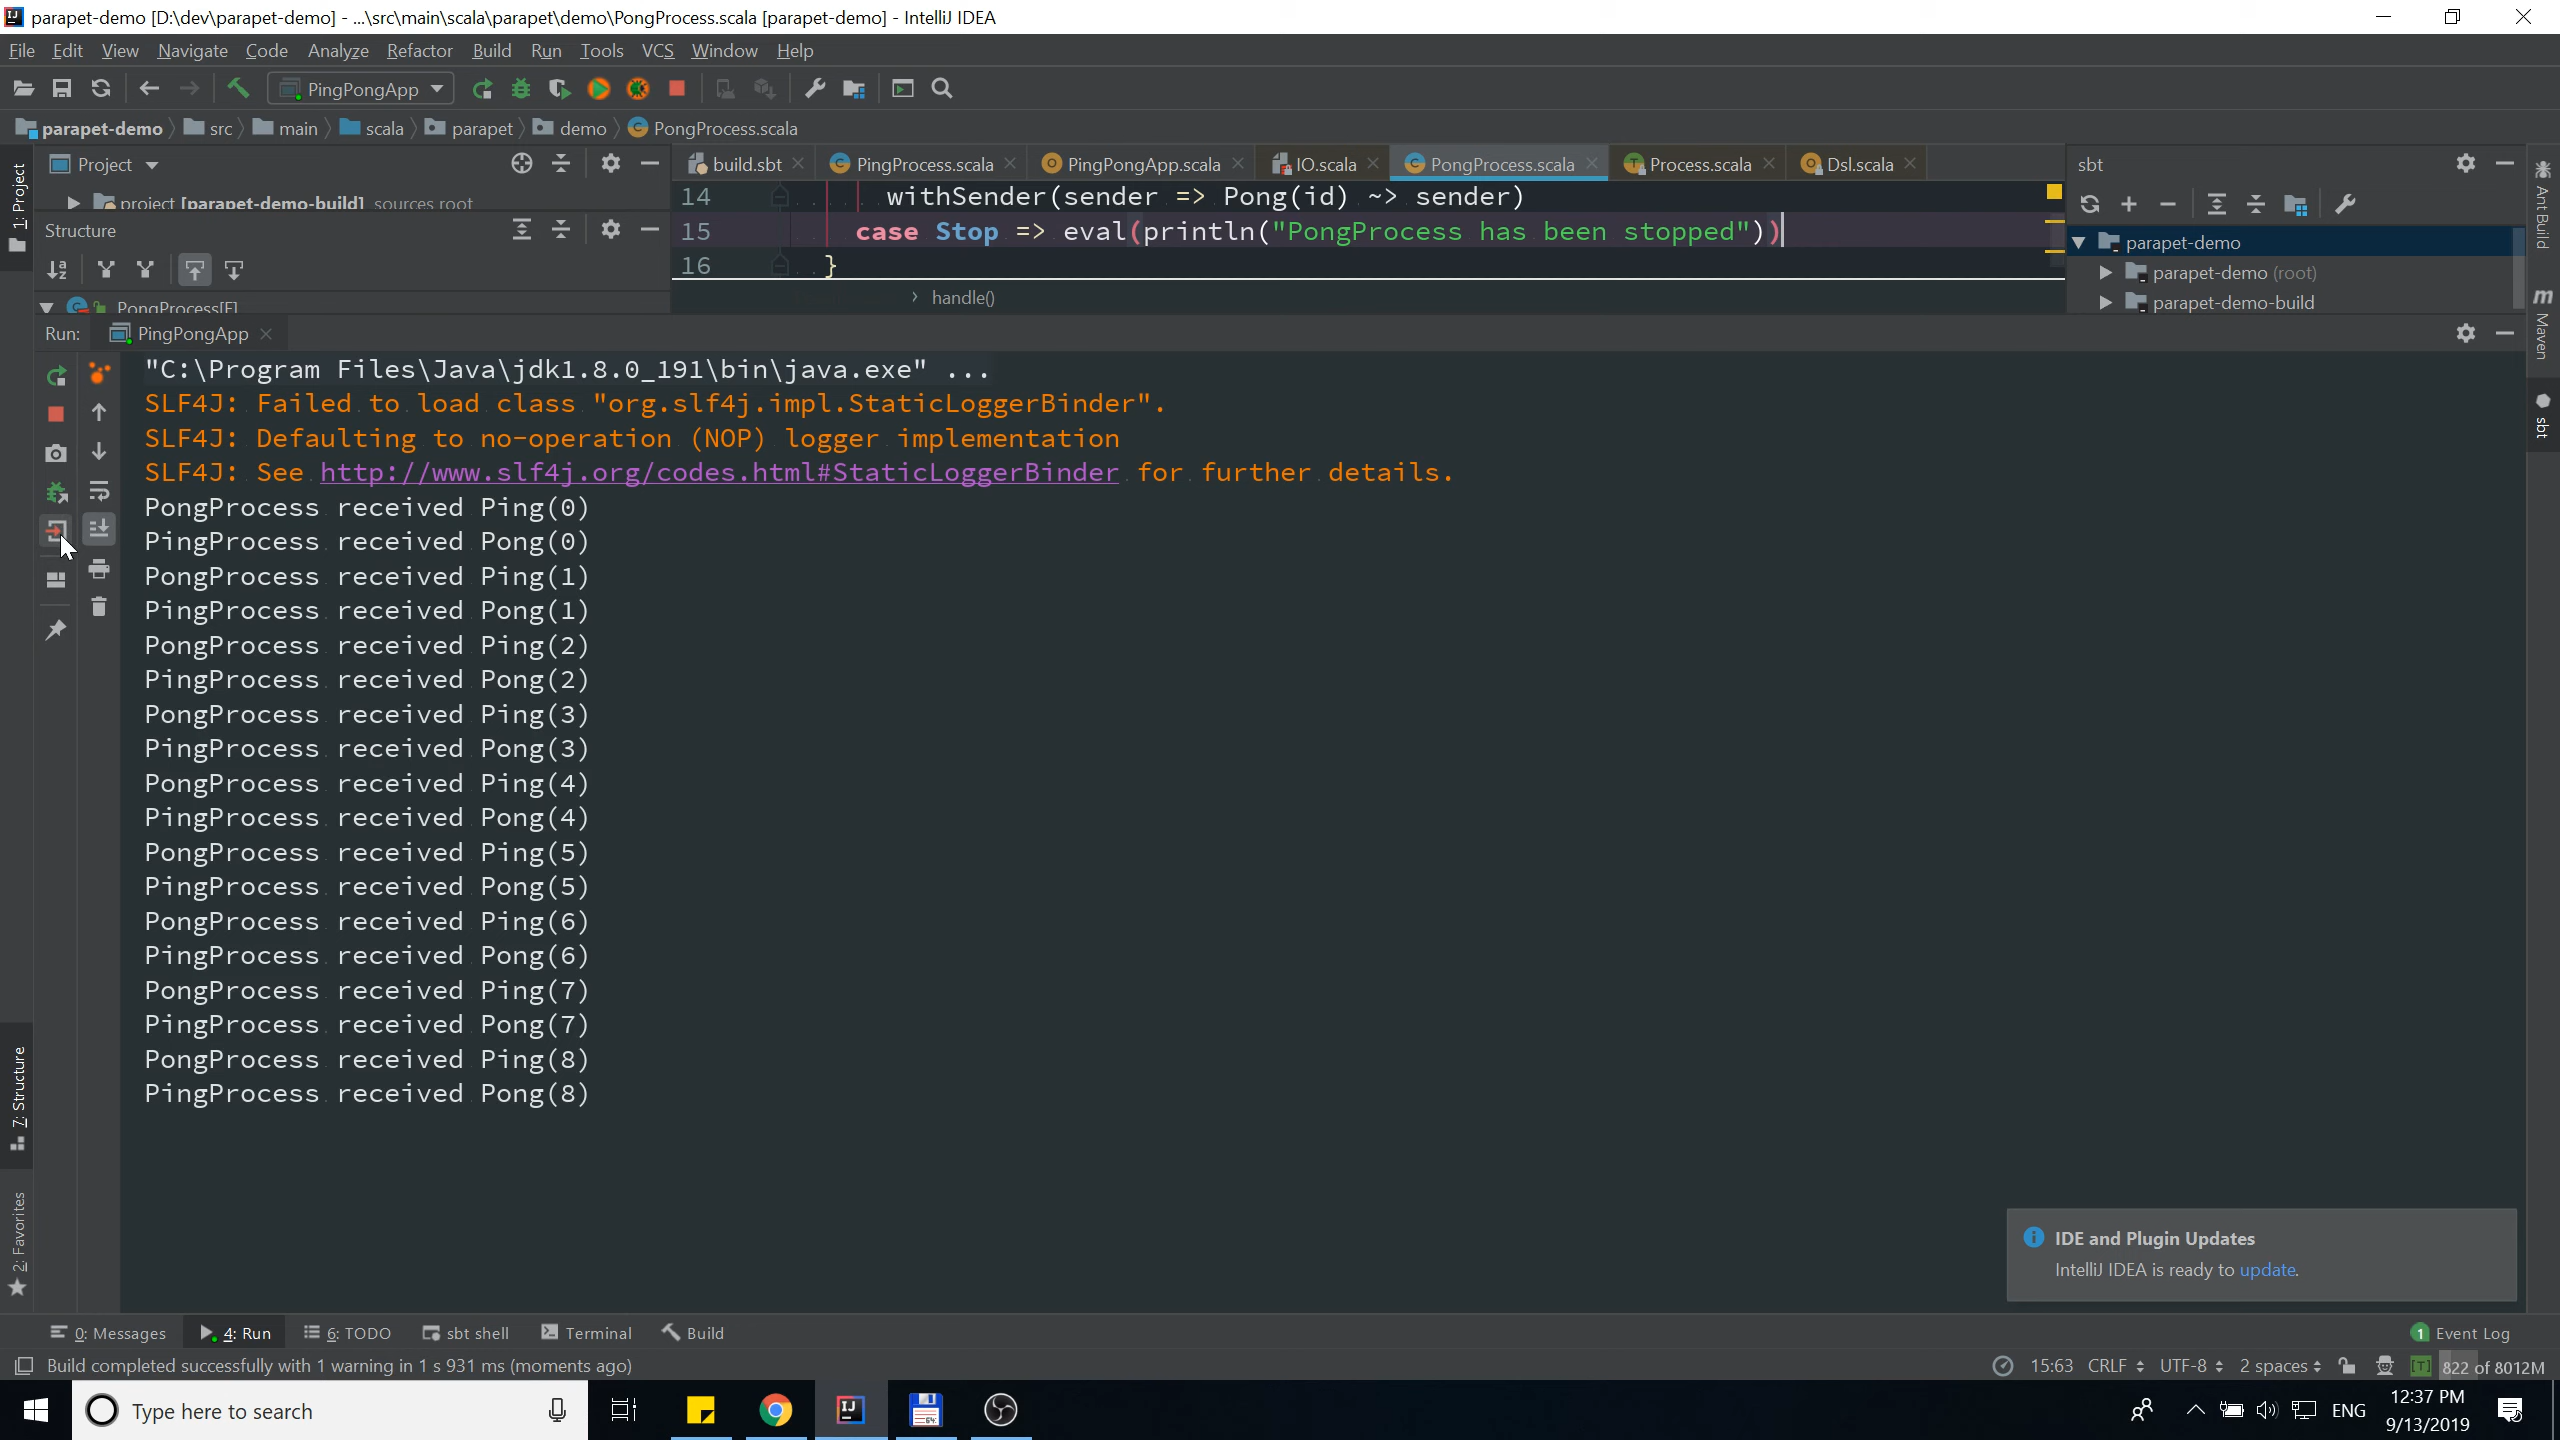 parapet-demo [D:\dev\parapet-demo] - ...\src\main\scala\parapet\demo\PongProcess.scala [parapet-demo] - IntelliJ IDEA
File Edit View Navigate Code Analyze Refactor Build Run Tools VCS Window Help
PingPongApp
parapet-demo src main scala parapet demo PongProcess.scala
1: Project
Project
project [parapet-demo-build] sources root
Structure
PongProcess[F]
build.sbt PingProcess.scala PingPongApp.scala IO.scala PongProcess.scala Process.scala Dsl.scala
14 withSender(sender => Pong(id) ~> sender)
15 case Stop => eval(println("PongProcess has been stopped"))
16 }
› handle()
sbt
parapet-demo
parapet-demo (root)
parapet-demo-build
Ant Build
Maven
sbt
Run: PingPongApp
"C:\Program Files\Java\jdk1.8.0_191\bin\java.exe" ...
SLF4J: Failed to load class "org.slf4j.impl.StaticLoggerBinder".
SLF4J: Defaulting to no-operation (NOP) logger implementation
SLF4J: See http://www.slf4j.org/codes.html#StaticLoggerBinder for further details.
PongProcess received Ping(0)
PingProcess received Pong(0)
PongProcess received Ping(1)
PingProcess received Pong(1)
PongProcess received Ping(2)
PingProcess received Pong(2)
PongProcess received Ping(3)
PingProcess received Pong(3)
PongProcess received Ping(4)
PingProcess received Pong(4)
PongProcess received Ping(5)
PingProcess received Pong(5)
PongProcess received Ping(6)
PingProcess received Pong(6)
PongProcess received Ping(7)
PingProcess received Pong(7)
PongProcess received Ping(8)
PingProcess received Pong(8)
7: Structure
2: Favorites
IDE and Plugin Updates
IntelliJ IDEA is ready to update.
0: Messages 4: Run 6: TODO sbt shell Terminal Build
1 Event Log
Build completed successfully with 1 warning in 1 s 931 ms (moments ago)
15:63 CRLF UTF-8 2 spaces [T] 822 of 8012M
Type here to search
ENG
12:37 PM
9/13/2019